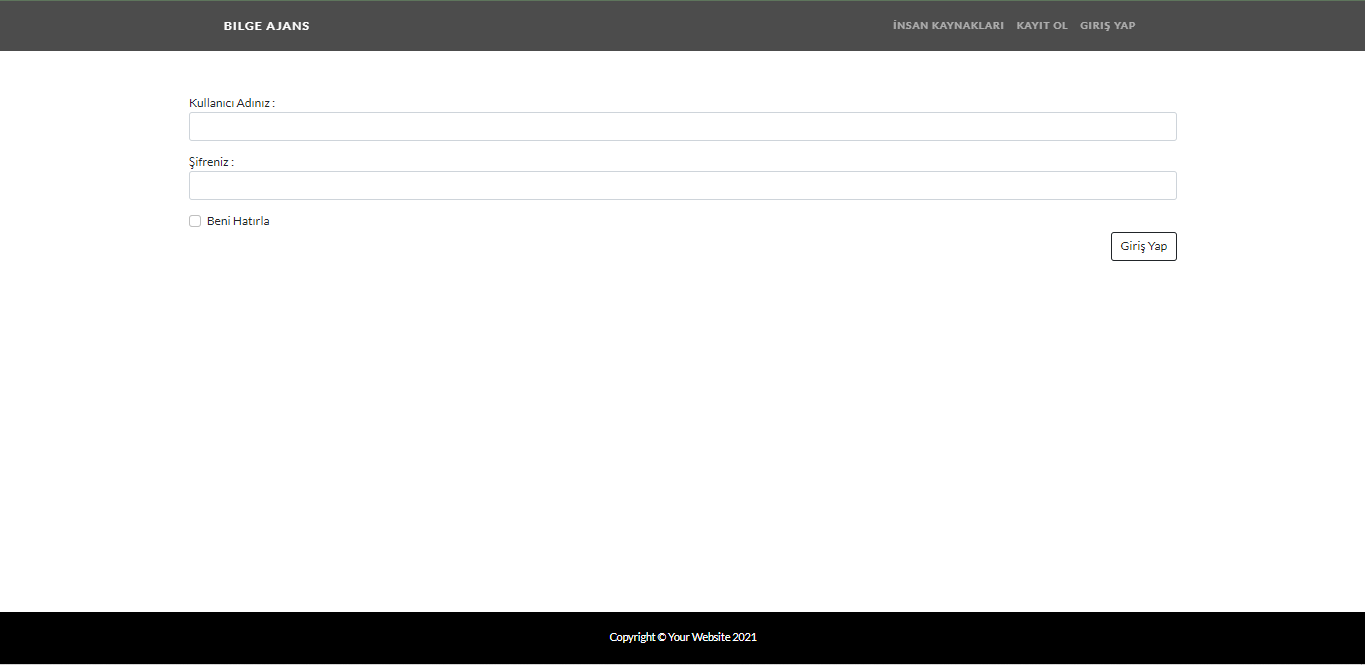 BILGE AJANS
İNSAN KAYNAKLARI KAYIT OL GIRIŞ YAP
Kullanıcı Adınız :
Şifreniz :
Beni Hatırla
Giriş Yap
Copyright © Your Website 2021